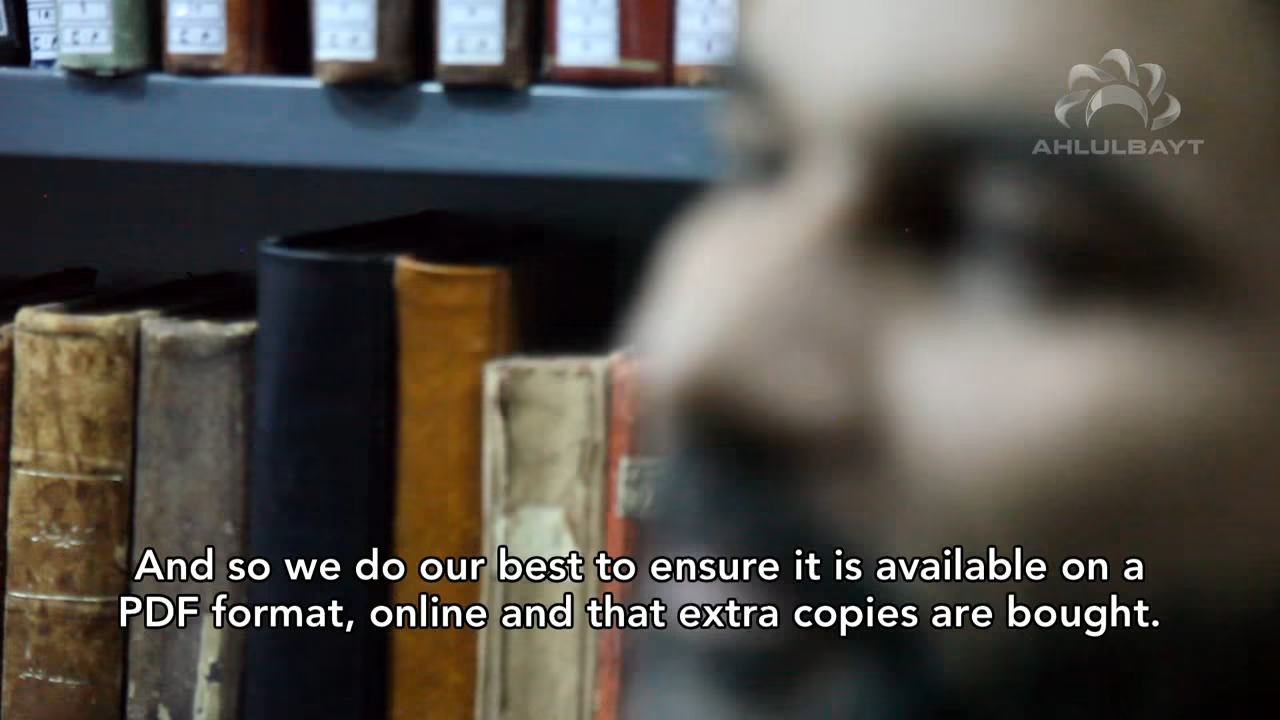 AHLULBAYT
And so we do our best to ensure it is available on a
PDF format, online and that extra copies are bought.